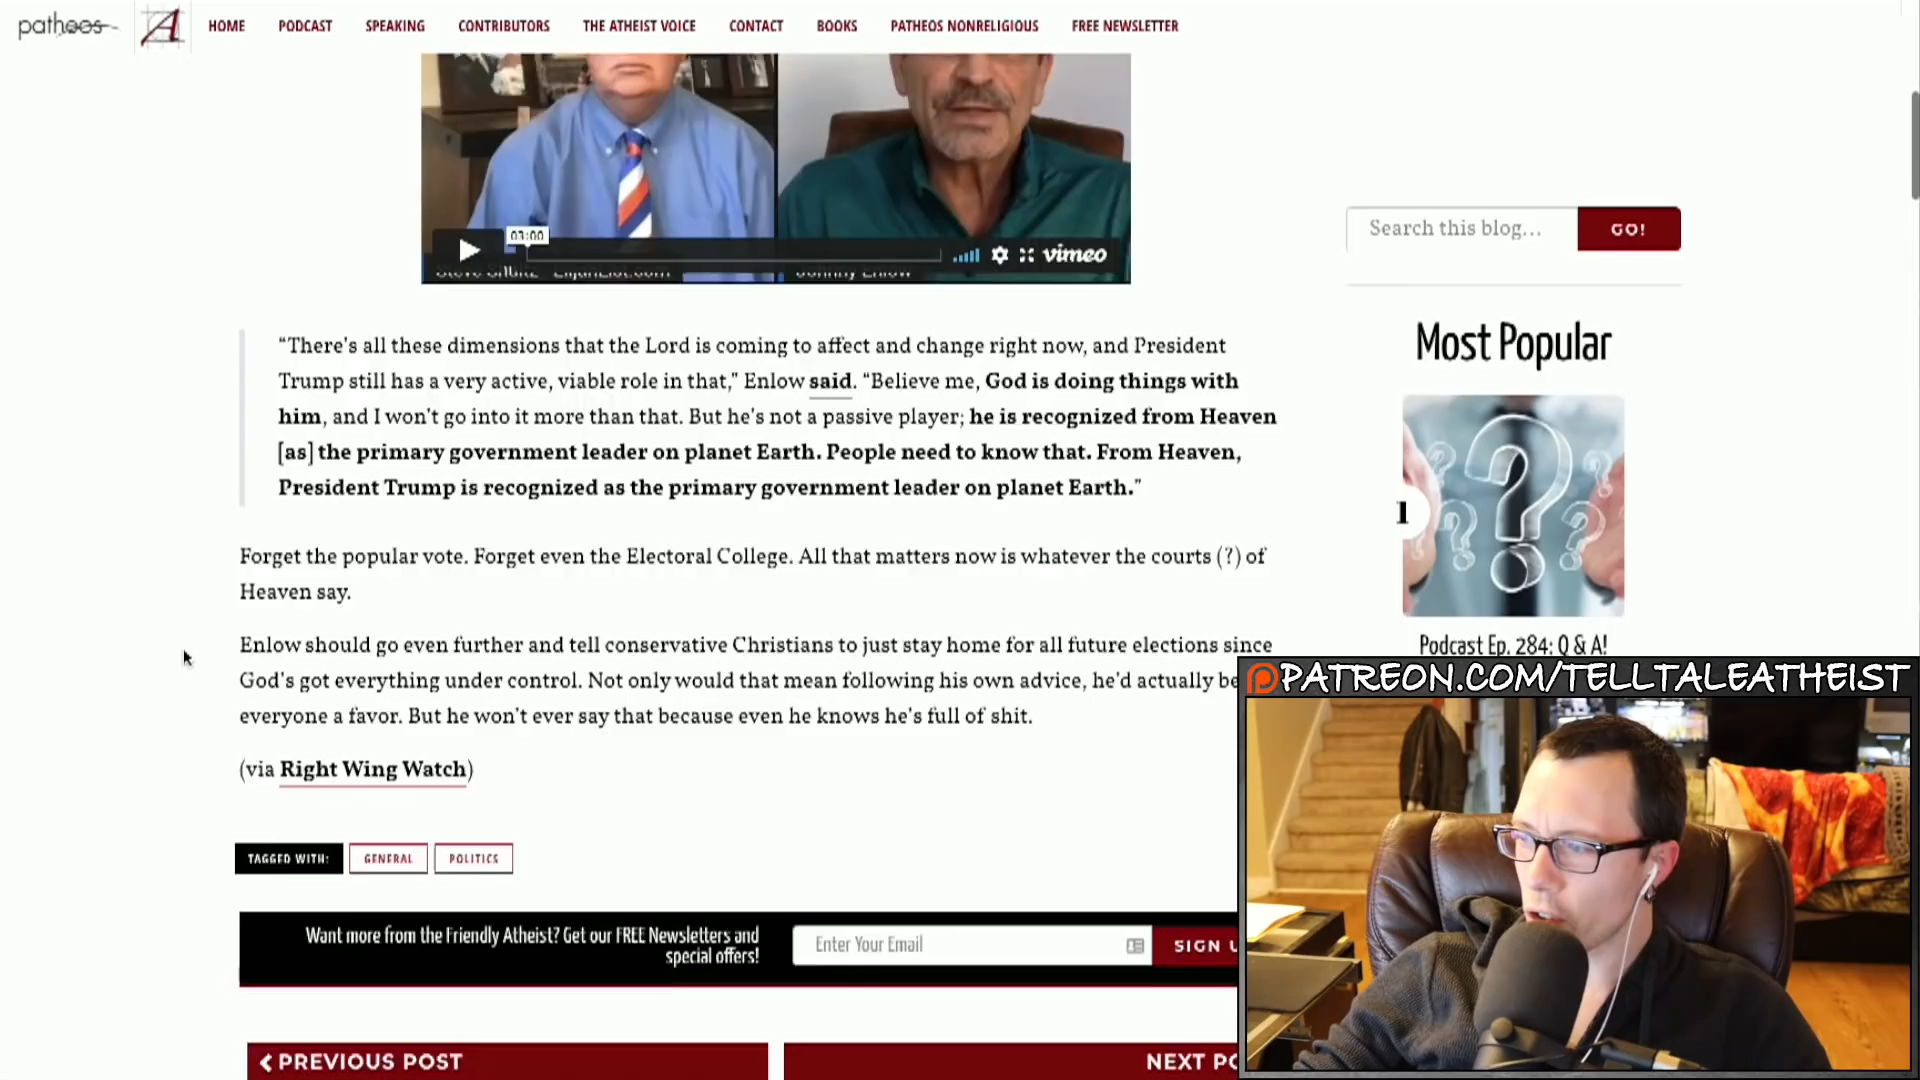 patheos
A
HOME
PODCAST
SPEAKING
CONTRIBUTORS
THE ATHEIST VOICE
CONTACT
BOOKS
PATHEOS NONRELIGIOUS
FREE NEWSLETTER
03:00
vimeo
Johnny Enlow
Search this blog...
GO!
“There's all these dimensions that the Lord is coming to affect and change right now, and President
Trump still has a very active, viable role in that,” Enlow said. “Believe me, God is doing things with
him, and I won't go into it more than that. But he's not a passive player; he is recognized from Heaven
[as] the primary government leader on planet Earth. People need to know that. From Heaven,
President Trump is recognized as the primary government leader on planet Earth.”
Forget the popular vote. Forget even the Electoral College. All that matters now is whatever the courts (?) of
Heaven say.
Enlow should go even further and tell conservative Christians to just stay home for all future elections since
God's got everything under control. Not only would that mean following his own advice, he'd actually be
everyone a favor. But he won't ever say that because even he knows he's full of shit.
(via Right Wing Watch)
TAGGED WITH:
GENERAL
POLITICS
Want more from the Friendly Atheist? Get our FREE Newsletters and
special offers!
Enter Your Email
SIGN U
PREVIOUS POST
NEXT PO
Most Popular
1
Podcast Ep. 284: Q & A!
PATREON.COM/TELLTALEATHEIST